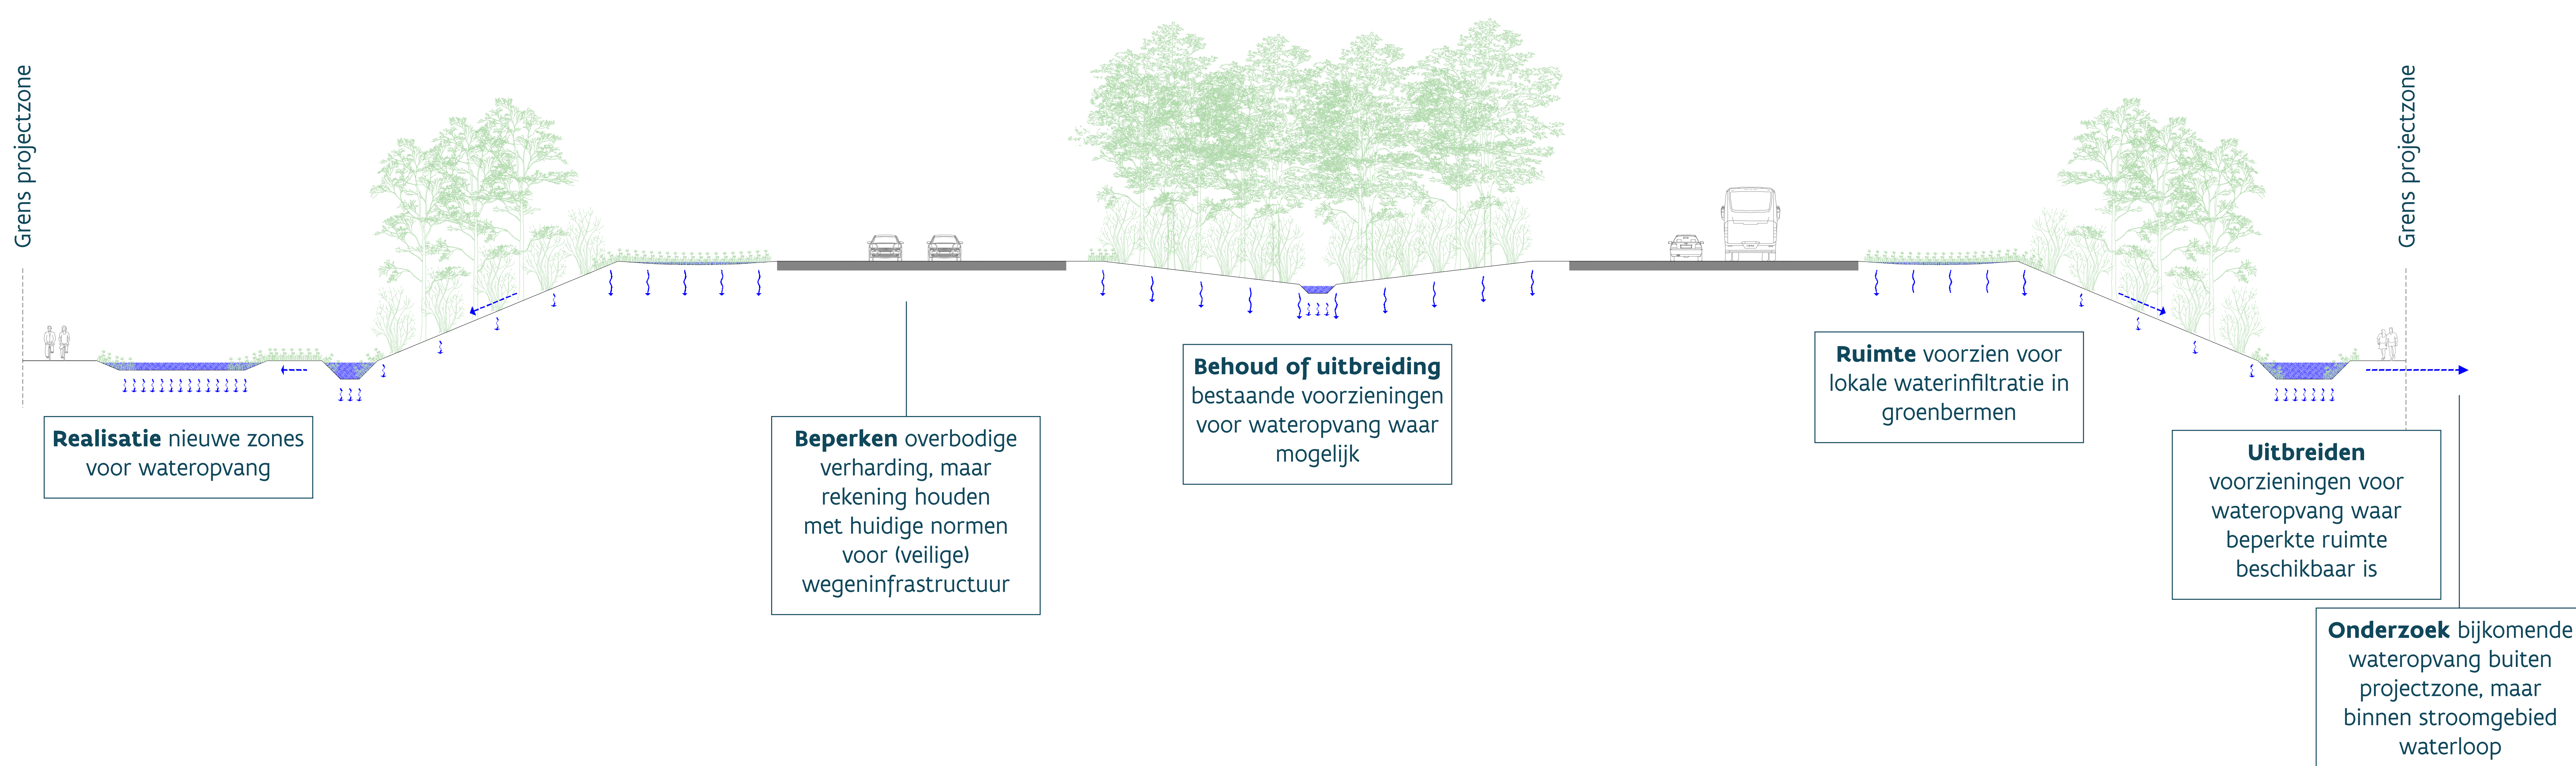 Grens projectzone
Grens projectzone
Realisatie nieuwe zones
voor wateropvang
Beperken overbodige
verharding, maar
rekening houden
met huidige normen
voor (veilige)
wegeninfrastructuur
Behoud of uitbreiding
bestaande voorzieningen
voor wateropvang waar
mogelijk
Ruimte voorzien voor
lokale waterinfiltratie in
groenbermen
Uitbreiden
voorzieningen voor
wateropvang waar
beperkte ruimte
beschikbaar is
Onderzoek bijkomende
wateropvang buiten
projectzone, maar
binnen stroomgebied
waterloop